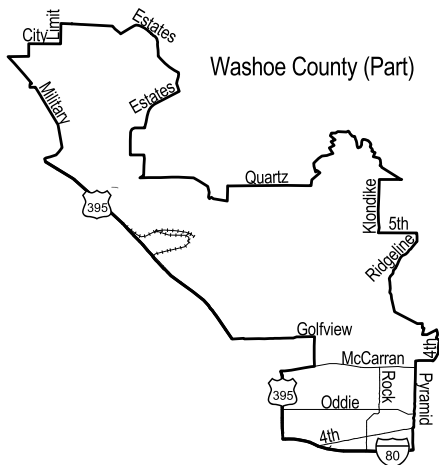 Estates
City Limit
Washoe County (Part)
Military
Estates
Quartz
Klondike
395
5th
Ridgeline
Golfview
4th
McCarran
Rock
Pyramid
395
Oddie
4th
80